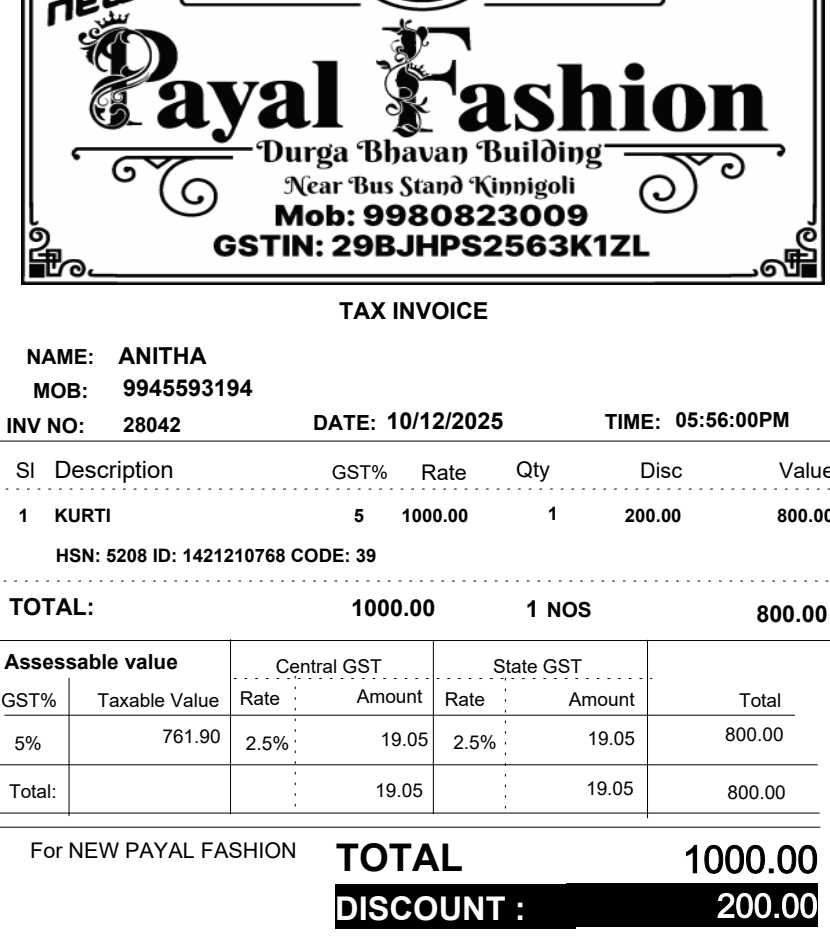 new
Payal Fashion
Durga Bhavan Building
Near Bus Stand Kinnigoli
Mob: 9980823009
GSTIN: 29BJHPS2563K1ZL
TAX INVOICE
NAME: ANITHA
MOB: 9945593194
INV NO: 28042 DATE: 10/12/2025 TIME: 05:56:00PM
Sl Description GST% Rate Qty Disc Value
1 KURTI 5 1000.00 1 200.00 800.00
HSN: 5208 ID: 1421210768 CODE: 39
TOTAL: 1000.00 1 NOS 800.00
Assessable value Central GST State GST
GST% Taxable Value Rate Amount Rate Amount Total
5% 761.90 2.5% 19.05 2.5% 19.05 800.00
Total: 19.05 19.05 800.00
For NEW PAYAL FASHION TOTAL 1000.00
DISCOUNT : 200.00